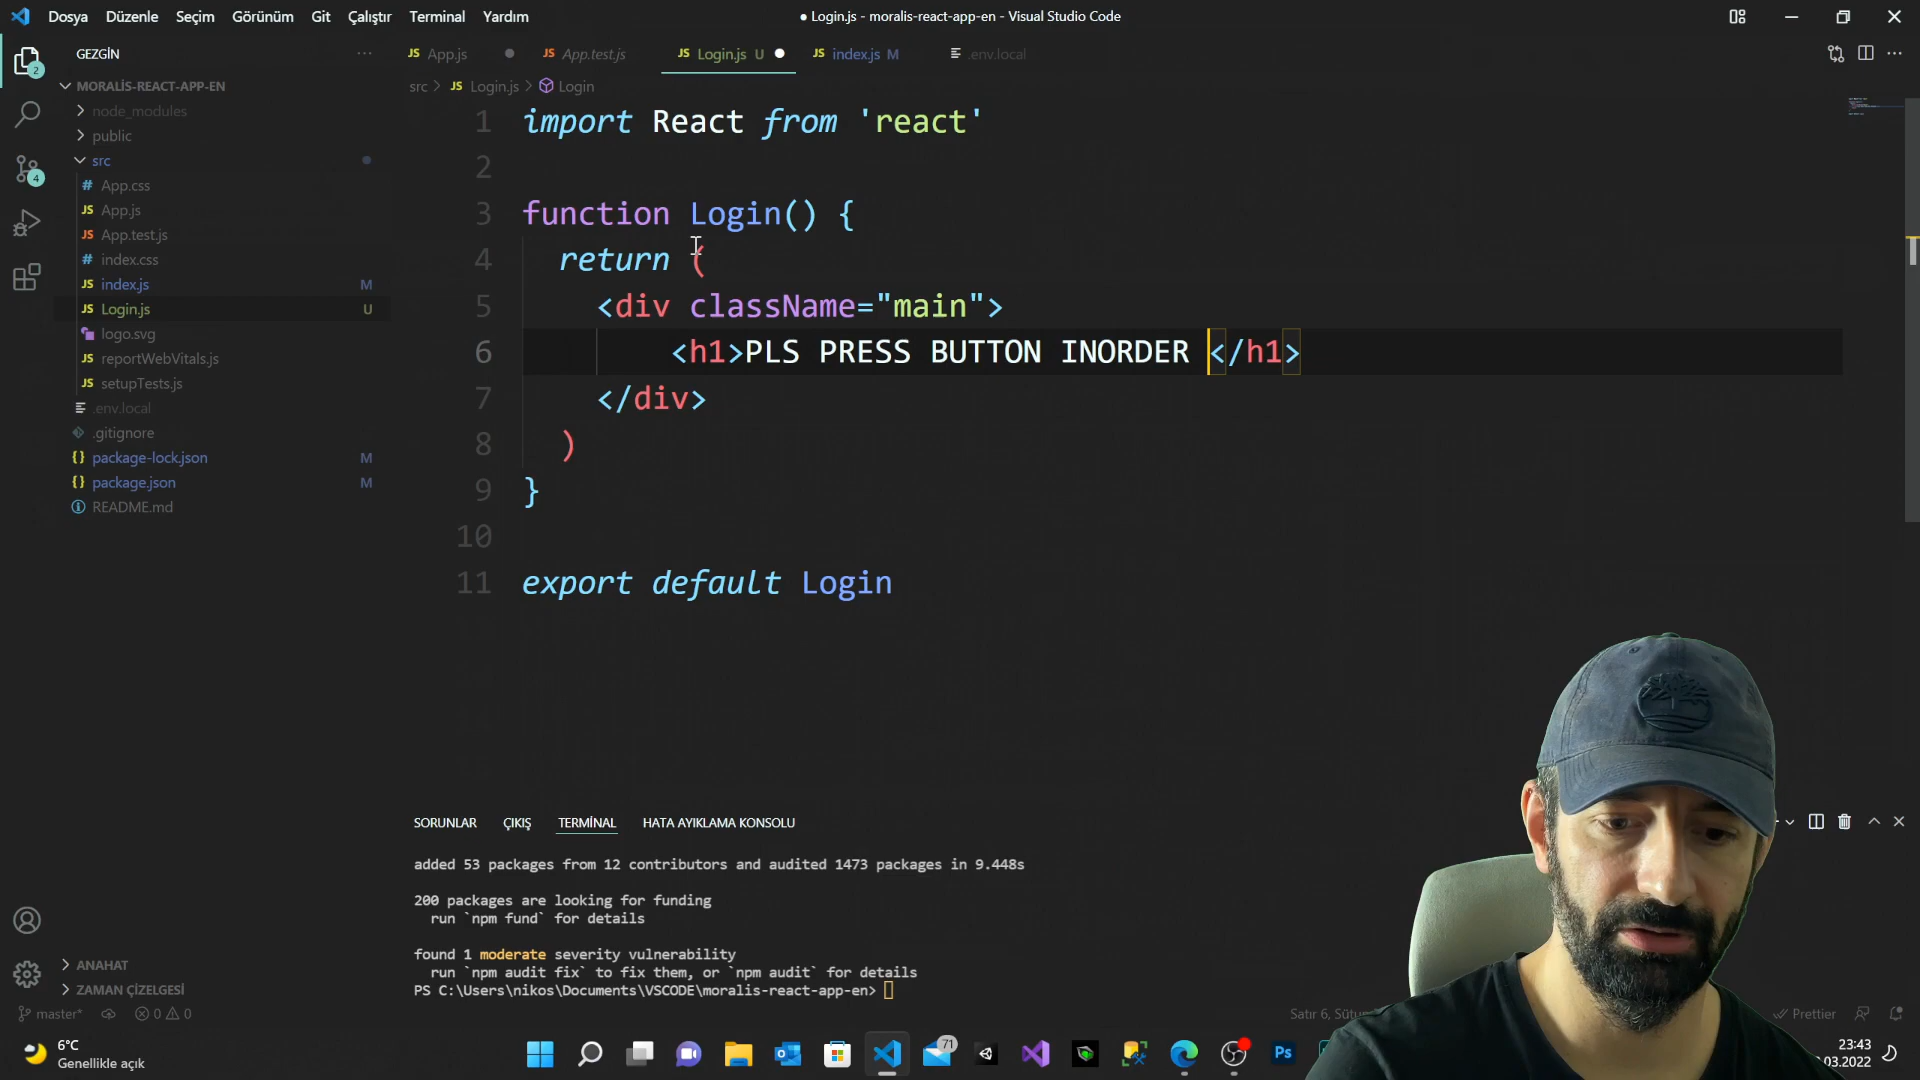 Dosya Düzenle Seçim Görünüm Git Çalıştır Terminal Yardım
● Login.js - moralis-react-app-en - Visual Studio Code
GEZGİN
App.js
App.test.js
Login.js U
index.js M
.env.local
MORALİS-REACT-APP-EN
src > JS Login.js > Login
node_modules
public
src
App.css
App.js
App.test.js
index.css
index.js M
Login.js U
logo.svg
reportWebVitals.js
setupTests.js
.env.local
.gitignore
package-lock.json M
package.json M
README.md
1 import React from 'react'
2
3 function Login() {
4 return (
5 <div className="main">
6 <h1>PLS PRESS BUTTON INORDER </h1>
7 </div>
8 )
9 }
10
11 export default Login
SORUNLAR ÇIKIŞ TERMİNAL HATA AYIKLAMA KONSOLU
added 53 packages from 12 contributors and audited 1473 packages in 9.448s
200 packages are looking for funding
run `npm fund` for details
found 1 moderate severity vulnerability
run `npm audit fix` to fix them, or `npm audit` for details
PS C:\Users\nikos\Documents\VSCODE\moralis-react-app-en>
ANAHAT
ZAMAN ÇİZELGESİ
master* 0 0
Satır 6,
Prettier
6°C
Genellikle açık
71
Ps
23:43
.03.2022